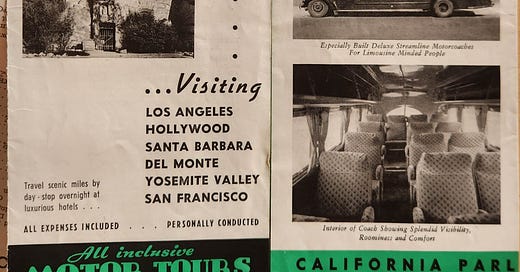 ...Visiting
LOS ANGELES
HOLLYWOOD
SANTA BARBARA
DEL MONTE
YOSEMITE VALLEY
SAN FRANCISCO
Travel scenic miles by
day - stop overnight at
luxurious hotels . . .
ALL EXPENSES INCLUDED . . . . PERSONALLY CONDUCTED
All inclusive
MOTOR TOURS
Especially Built Deluxe Streamline Motorcoaches
For Limousine Minded People
Interior of Coach Showing Splendid Visibility,
Roominess and Comfort
CALIFORNIA PARL